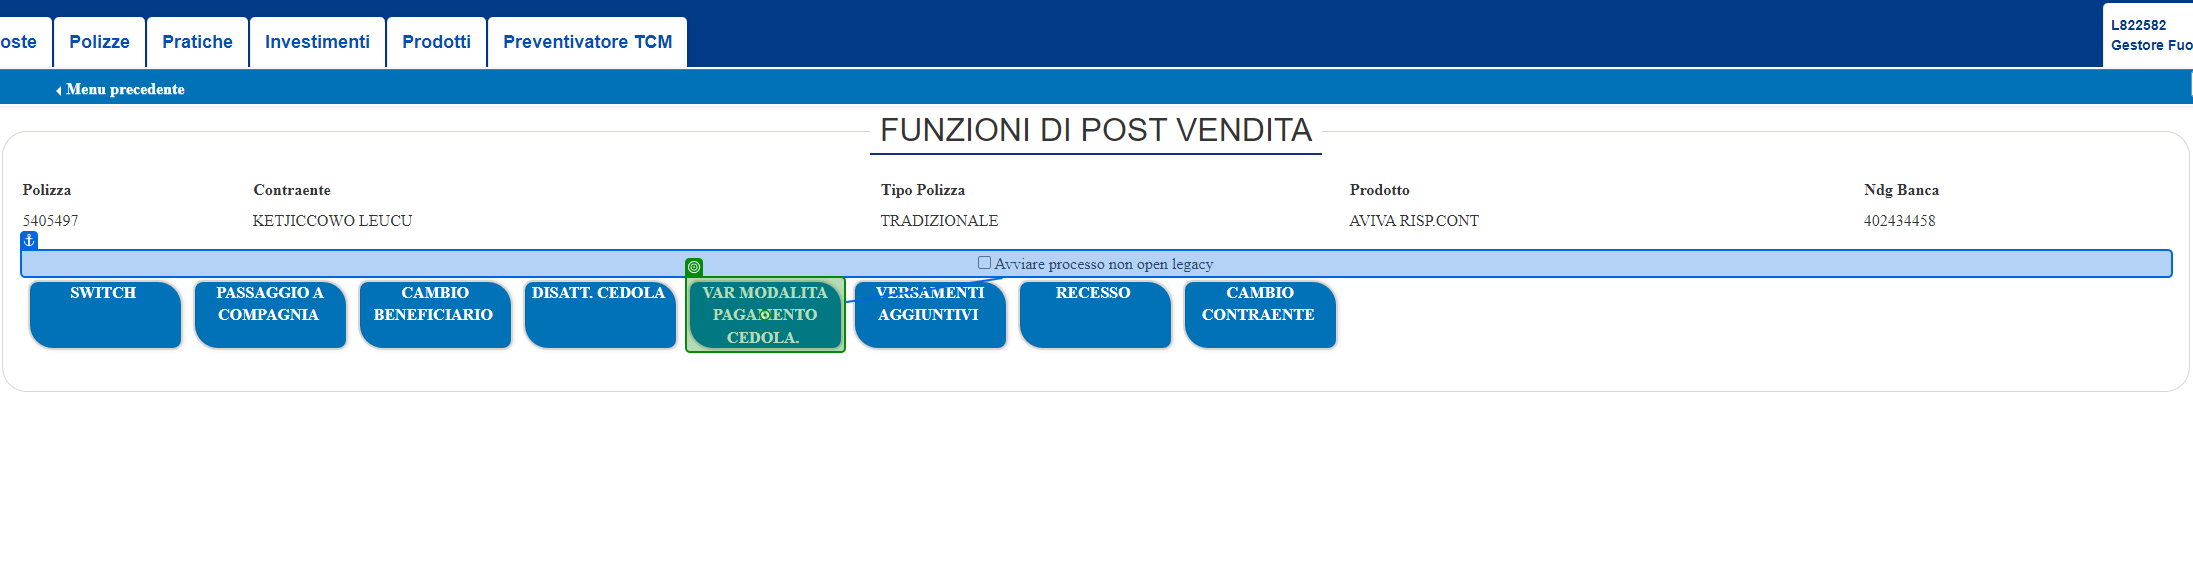 oste Polizze Pratiche Investimenti Prodotti Preventivatore TCM
L822582
Gestore Fuo
Menu precedente
FUNZIONI DI POST VENDITA
Polizza Contraente Tipo Polizza Prodotto Ndg Banca
5405497 KETJICCOWO LEUCU TRADIZIONALE AVIVA RISP.CONT 402434458
Avviare processo non open legacy
SWITCH
PASSAGGIO A
COMPAGNIA
CAMBIO
BENEFICIARIO
DISATT. CEDOLA
VAR MODALITA
PAGAMENTO
CEDOLA.
VERSAMENTI
AGGIUNTIVI
RECESSO
CAMBIO
CONTRAENTE